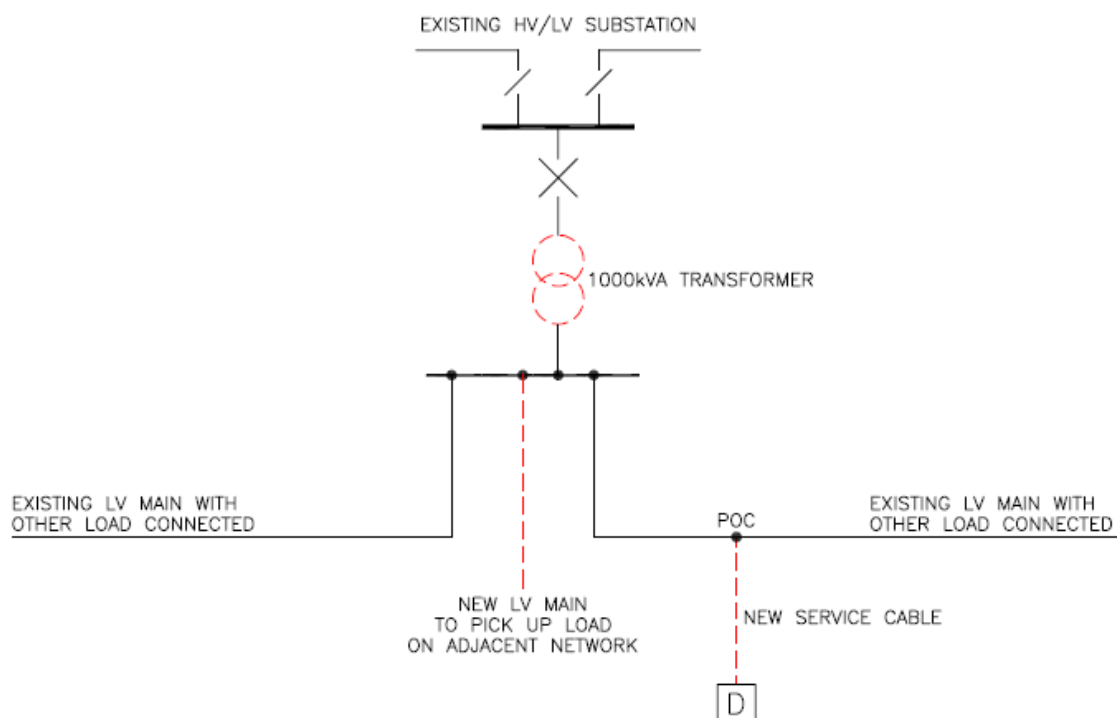 EXISTING HV/LV SUBSTATION
1000kVA TRANSFORMER
EXISTING LV MAIN WITH
OTHER LOAD CONNECTED
POC
EXISTING LV MAIN WITH
OTHER LOAD CONNECTED
NEW LV MAIN
TO PICK UP LOAD
ON ADJACENT NETWORK
NEW SERVICE CABLE
D